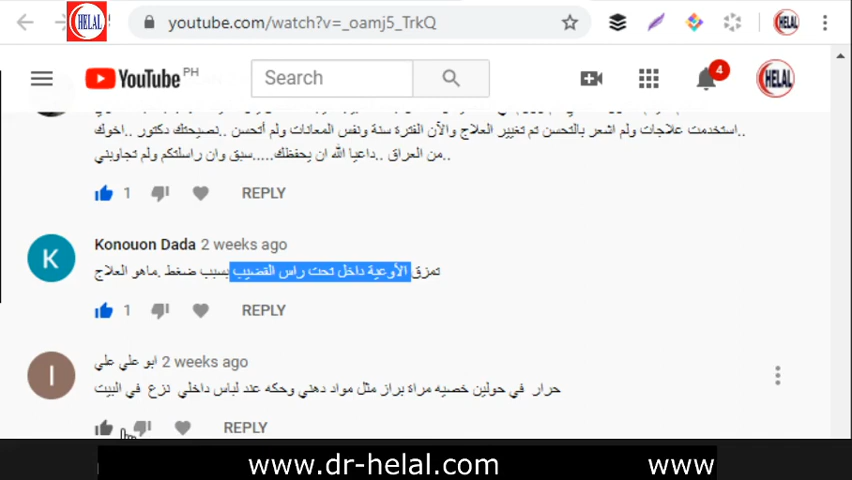 HELAL
youtube.com/watch?v=_oamj5_TrkQ
HELAL
YouTube PH
Search
4
HELAL
استخدمت علاجات ولم اشعر بالتحسن تم تغيير العلاج والآن الفترة سنة ونفس المعانات ولم أتحسن ..نصيحتك دكتور ..اخوك
من العراق ..داعيا الله ان يحفظك.....سبق وان راسلتكم ولم تجاوبني..
1 REPLY
Konouon Dada 2 weeks ago
K
تمزق الأوعية داخل تحت راس القضيب بسبب ضغط .ماهو العلاج
1 REPLY
ابو علي علي 2 weeks ago
I
حرار في حولين خصيه مراة براز مثل مواد دهني وحكه عند لباس داخلي نزع في البيت
REPLY
www.dr-helal.com www